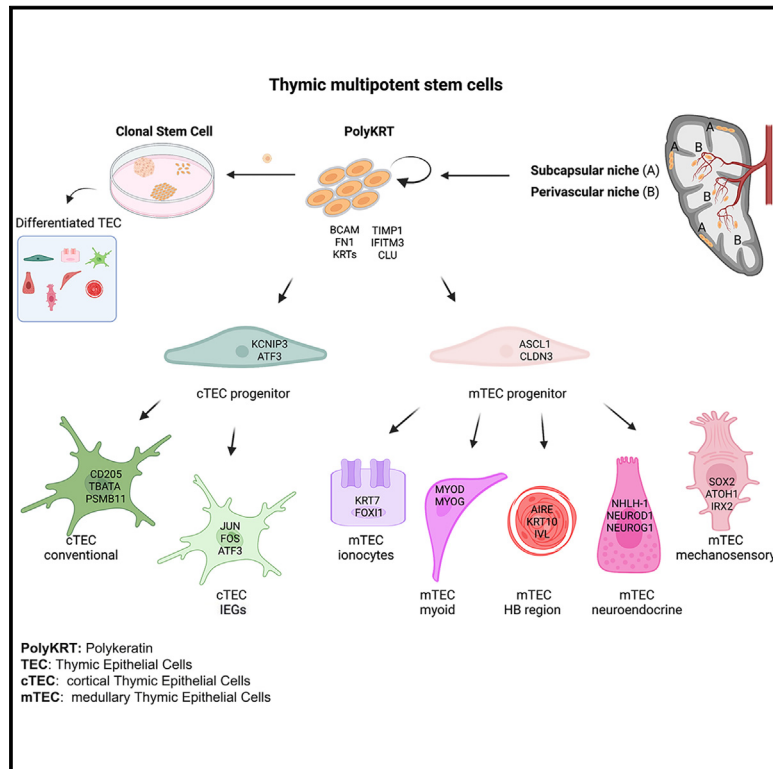 Thymic multipotent stem cells
Clonal Stem Cell
PolyKRT
A
B
A
B
A
B
Subcapsular niche (A)
Perivascular niche (B)
Differentiated TEC
BCAM TIMP1
FN1 IFITM3
KRTs CLU
KCNIP3
ATF3
cTEC progenitor
ASCL1
CLDN3
mTEC progenitor
CD205
TBATA
PSMB11
cTEC
conventional
JUN
FOS
ATF3
cTEC
IEGs
KRT7
FOXI1
mTEC
ionocytes
MYOD
MYOG
mTEC
myoid
AIRE
KRT10
IVL
mTEC
HB region
NHLH-1
NEUROD1
NEUROG1
mTEC
neuroendocrine
SOX2
ATOH1
IRX2
mTEC
mechanosensory
PolyKRT: Polykeratin
TEC: Thymic Epithelial Cells
cTEC: cortical Thymic Epithelial Cells
mTEC: medullary Thymic Epithelial Cells